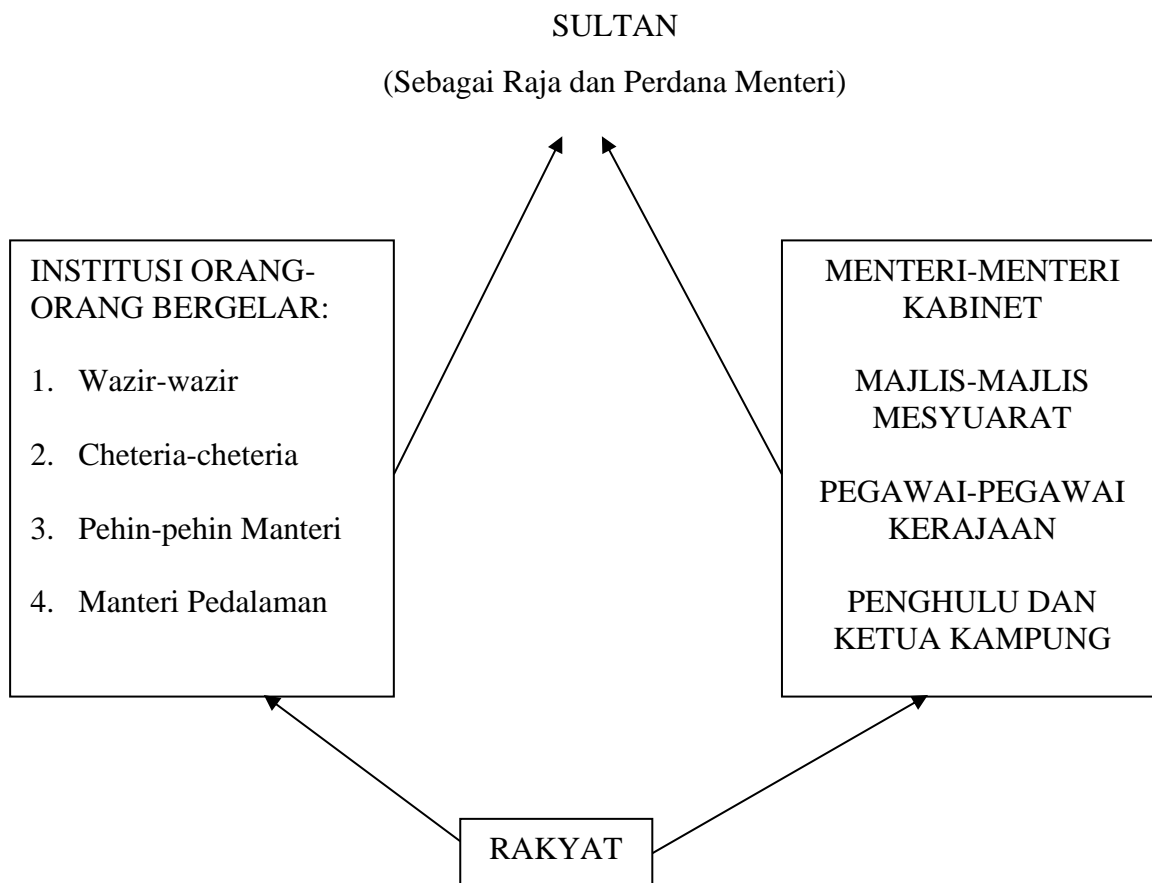 SULTAN
(Sebagai Raja dan Perdana Menteri)
INSTITUSI ORANG-
ORANG BERGELAR:
1. Wazir-wazir
2. Cheteria-cheteria
3. Pehin-pehin Manteri
4. Manteri Pedalaman
MENTERI-MENTERI
KABINET
MAJLIS-MAJLIS
MESYUARAT
PEGAWAI-PEGAWAI
KERAJAAN
PENGHULU DAN
KETUA KAMPUNG
RAKYAT